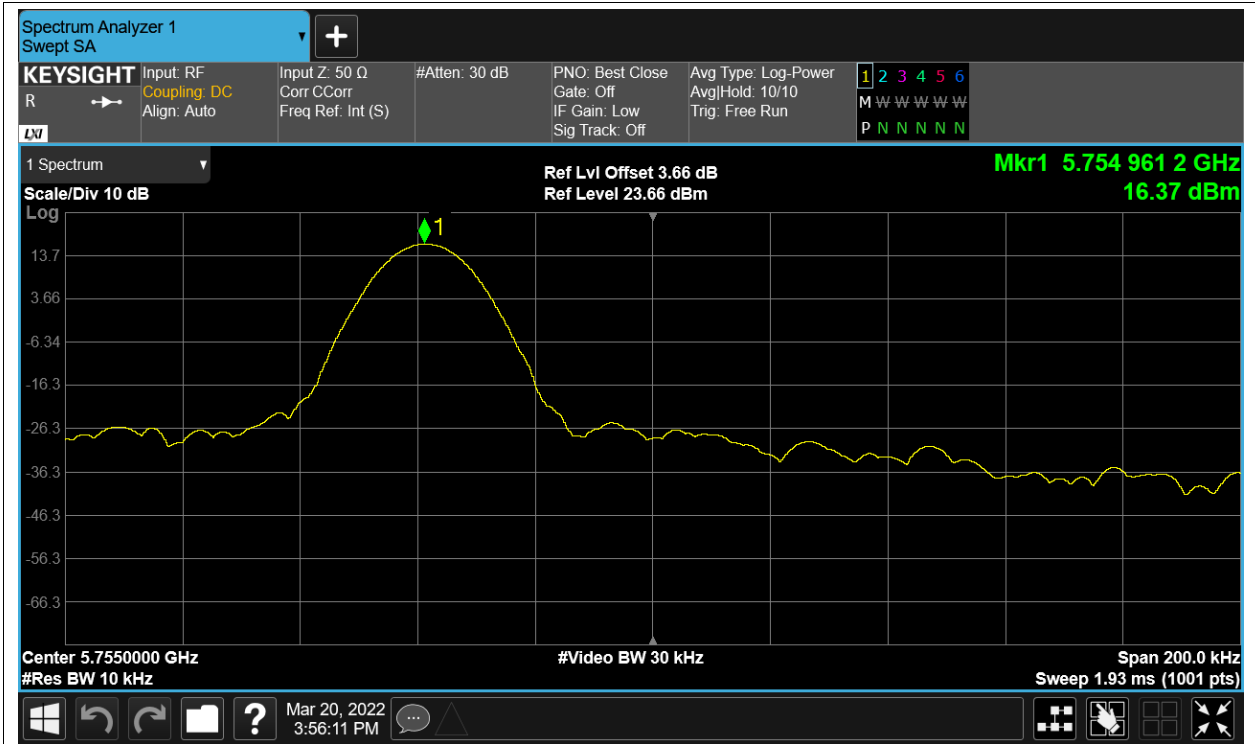 Spectrum Analyzer 1
Swept SA
KEYSIGHT
R
LXI
Input: RF
Coupling: DC
Align: Auto
Input Z: 50 Ω
Corr CCorr
Freq Ref: Int (S)
#Atten: 30 dB
PNO: Best Close
Gate: Off
IF Gain: Low
Sig Track: Off
Avg Type: Log-Power
Avg|Hold: 10/10
Trig: Free Run
1 2 3 4 5 6
M W W W W W
P N N N N N
1 Spectrum
Scale/Div 10 dB
Log
Ref Lvl Offset 3.66 dB
Ref Level 23.66 dBm
Mkr1 5.754 961 2 GHz
16.37 dBm
1
13.7
3.66
-6.34
-16.3
-26.3
-36.3
-46.3
-56.3
-66.3
Center 5.7550000 GHz
#Res BW 10 kHz
#Video BW 30 kHz
Span 200.0 kHz
Sweep 1.93 ms (1001 pts)
?
Mar 20, 2022
3:56:11 PM